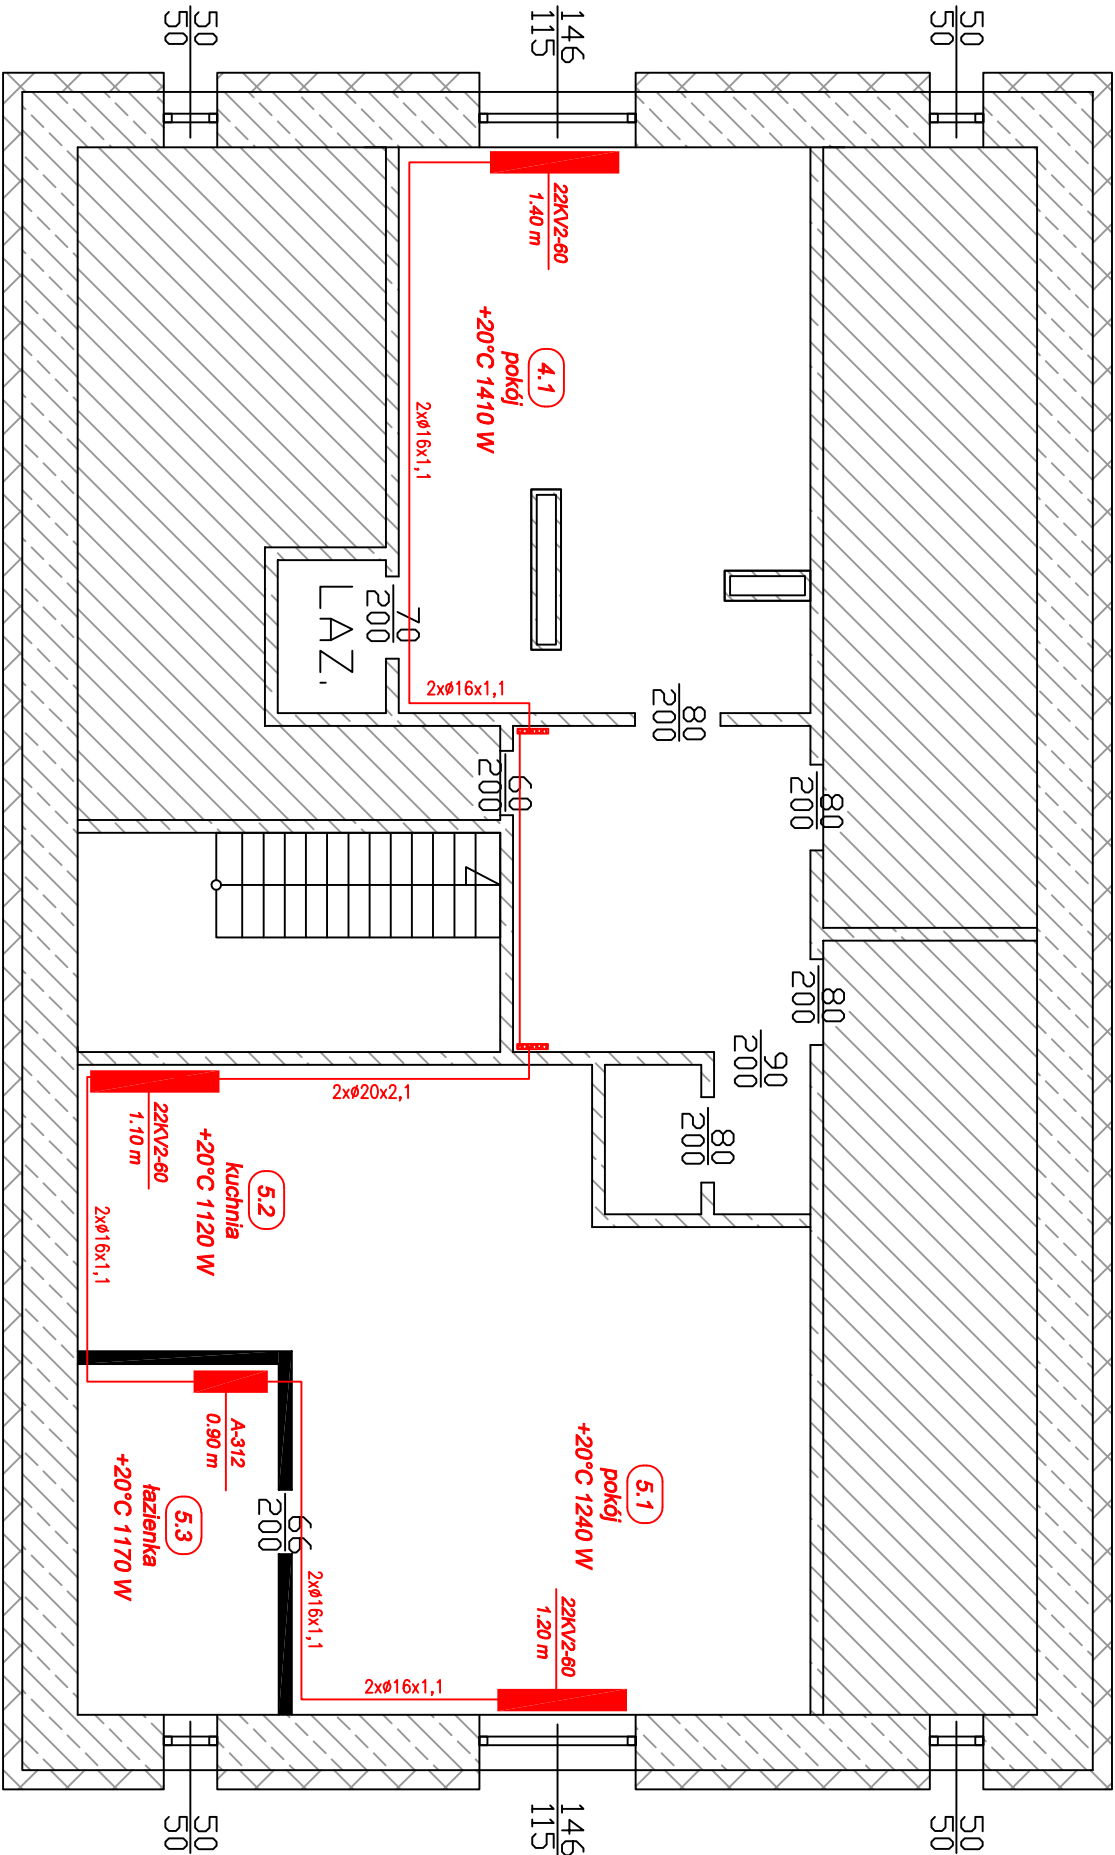 50
50
146
115
50
50
22KV2-60
1.40 m
4.1
pokój
+20°C 1410 W
2xø16x1,1
70
200
ŁAZ.
2xø16x1,1
80
200
60
200
80
200
80
200
90
200
80
200
2xø20x2,1
22KV2-60
1.10 m
5.2
kuchnia
+20°C 1120 W
2xø16x1,1
A-312
0.90 m
5.3
łazienka
+20°C 1170 W
66
200
5.1
pokój
+20°C 1240 W
2xø16x1,1
22KV2-60
1.20 m
2xø16x1,1
50
50
146
115
50
50